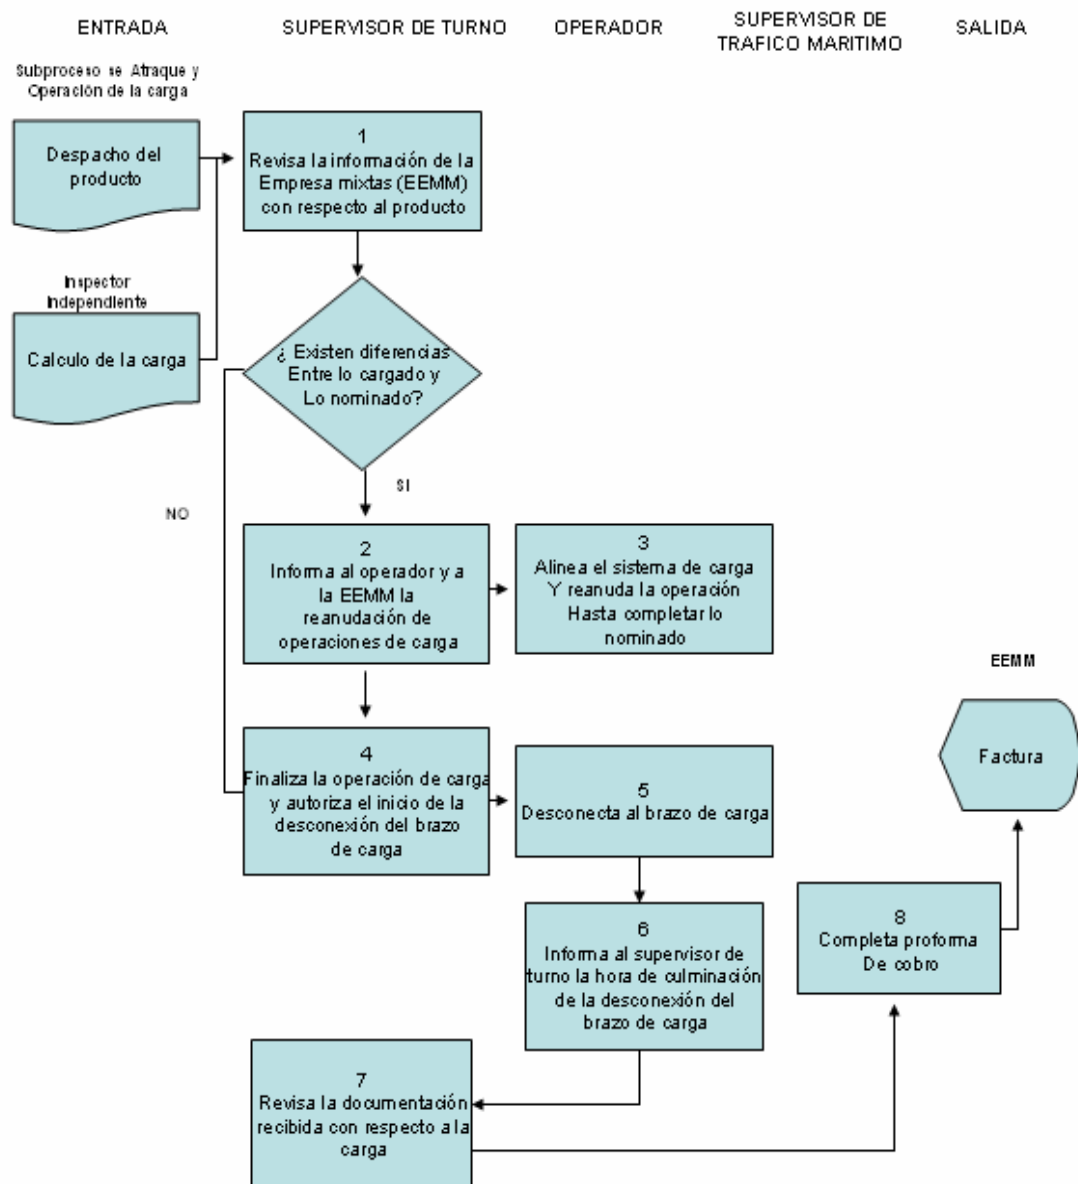 ENTRADA
SUPERVISOR DE TURNO
OPERADOR
SUPERVISOR DE
TRAFICO MARITIMO
SALIDA
Subproceso se Atraque y
Operación de la carga
Despacho del
producto
1
Revisa la información de la
Empresa mixtas (EEMM)
con respecto al producto
Inspector
Independiente
Calculo de la carga
¿ Existen diferencias
Entre lo cargado y
Lo nominado?
SI
NO
2
Informa al operador y a
la EEMM la
reanudación de
operaciones de carga
3
Alinea el sistema de carga
Y reanuda la operación
Hasta completar lo
nominado
EEMM
Factura
4
Finaliza la operación de carga
y autoriza el inicio de la
desconexión del brazo
de carga
5
Desconecta al brazo de carga
6
Informa al supervisor de
turno la hora de culminación
de la desconexión del
brazo de carga
8
Completa proforma
De cobro
7
Revisa la documentación
recibida con respecto a la
carga